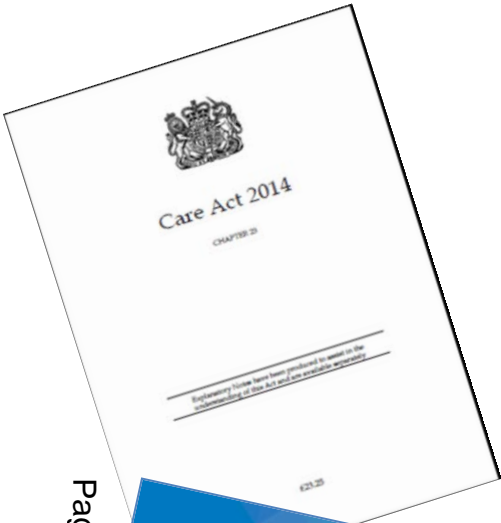 Care Act 2014
CHAPTER 23
Explanatory Notes have been produced to assist in the
understanding of this Act and are available separately
£23.25
Pag